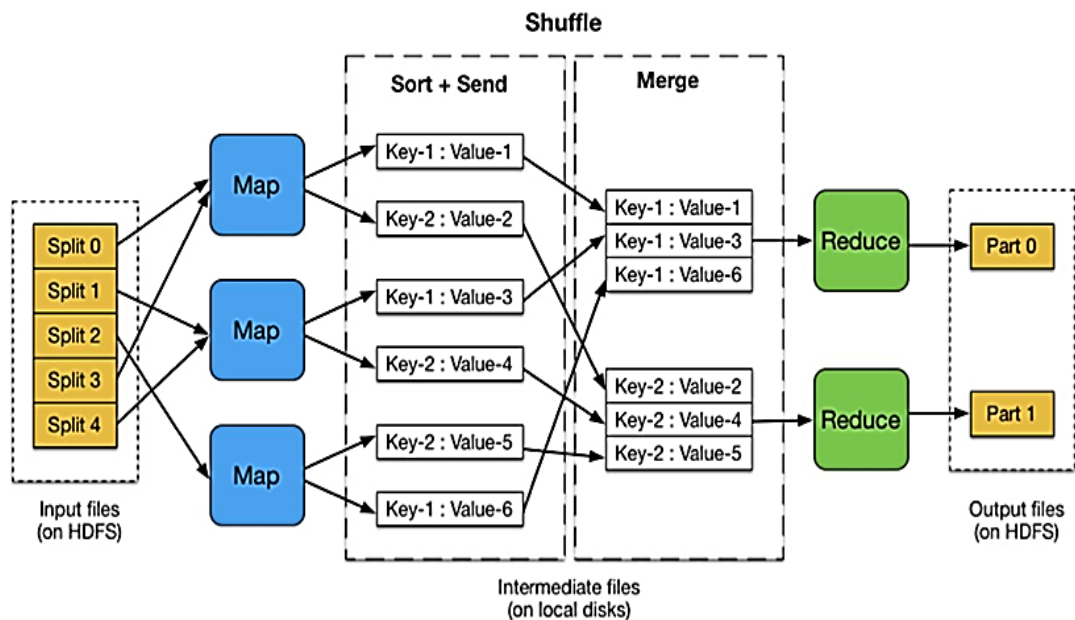 Shuffle
Sort + Send
Merge
Split 0
Split 1
Split 2
Split 3
Split 4
Input files
(on HDFS)
Map
Map
Map
Key-1 : Value-1
Key-2 : Value-2
Key-1 : Value-3
Key-2 : Value-4
Key-2 : Value-5
Key-1 : Value-6
Key-1 : Value-1
Key-1 : Value-3
Key-1 : Value-6
Key-2 : Value-2
Key-2 : Value-4
Key-2 : Value-5
Intermediate files
(on local disks)
Reduce
Reduce
Part 0
Part 1
Output files
(on HDFS)